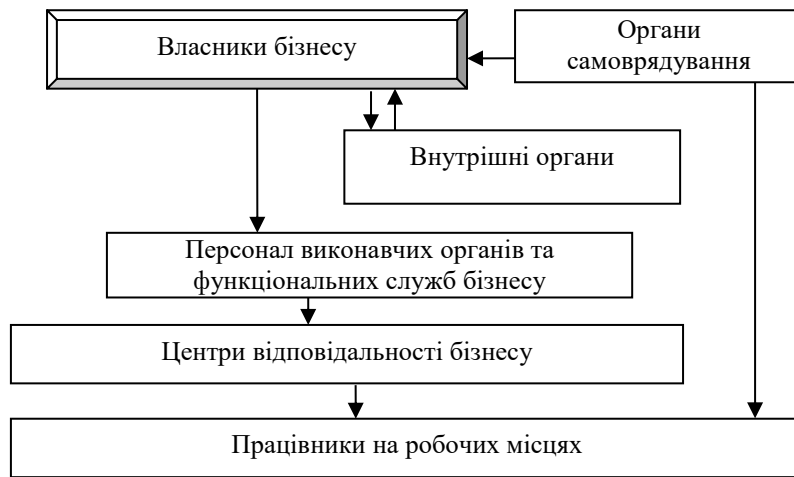 Власники бізнесу
Органи
самоврядування
Внутрішні органи
Персонал виконавчих органів та
функціональних служб бізнесу
Центри відповідальності бізнесу
Працівники на робочих місцях